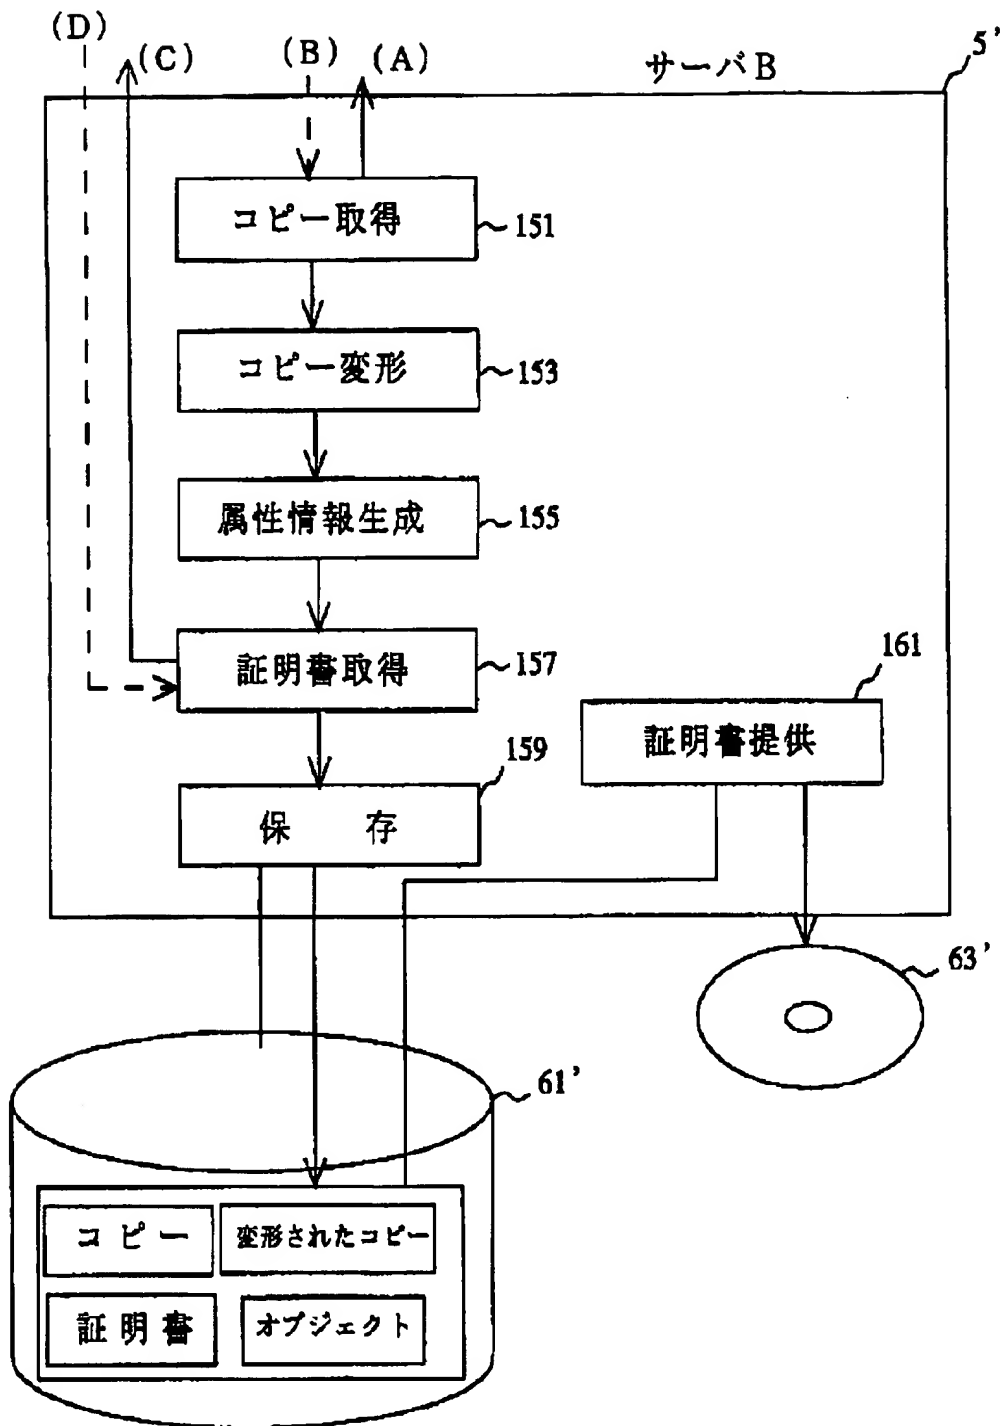 (D)
(C)
(B)
(A)
サーバB
5'
コピー取得
151
コピー変形
153
属性情報生成
155
証明書取得
157
161
証明書提供
159
保 存
63'
61'
コピー
変形されたコピー
証明書
オブジェクト